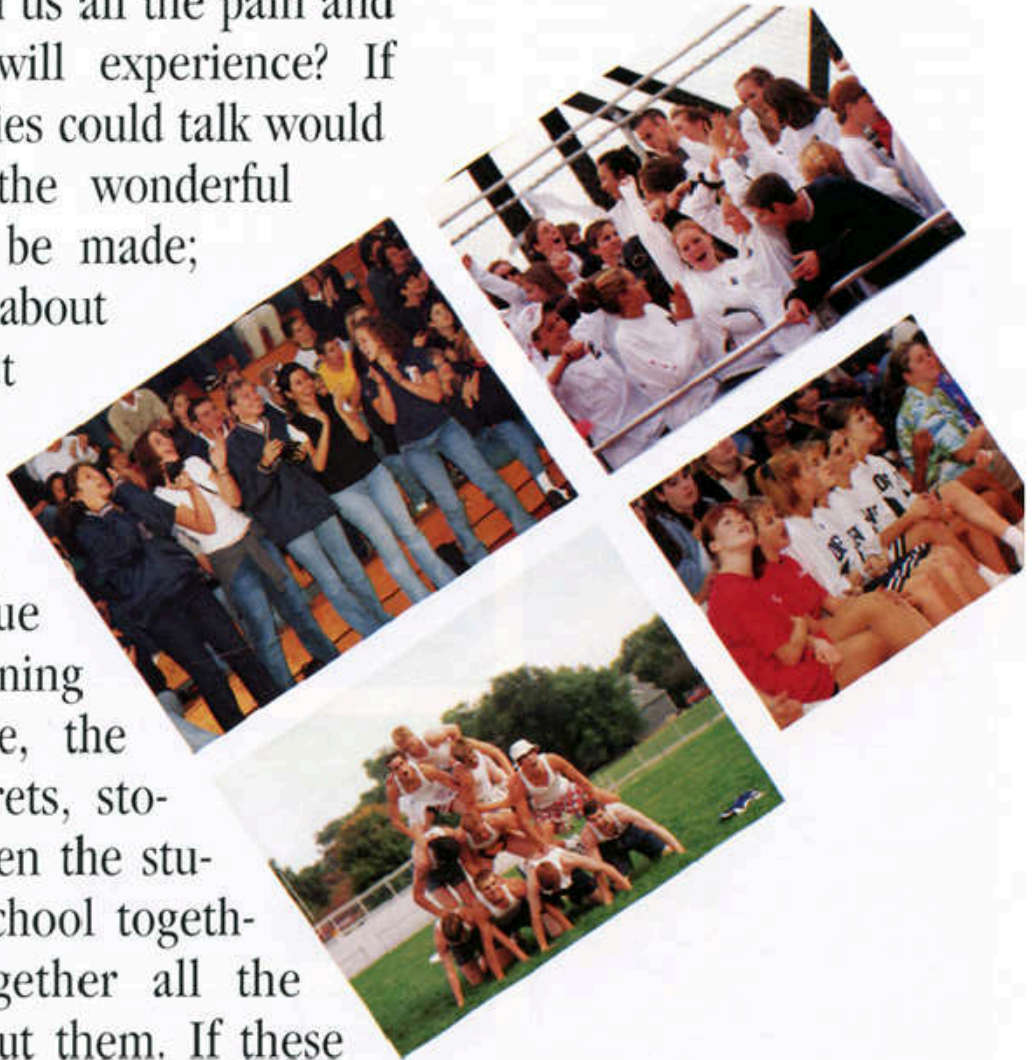 us all the pain and
will experience? If
ies could talk would
the wonderful
be made;
about
t
ue
ning
e, the
rets, sto-
en the stu-
chool togeth-
gether all the
ut them. If these